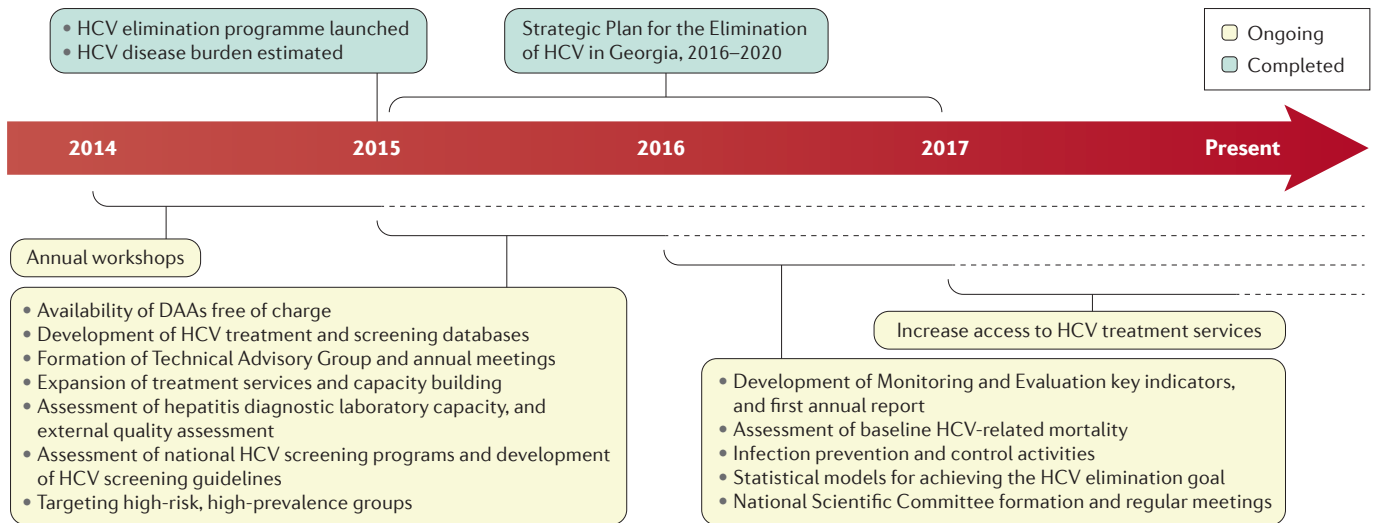 • HCV elimination programme launched
• HCV disease burden estimated
Strategic Plan for the Elimination
of HCV in Georgia, 2016–2020
Ongoing
Completed
2014
2015
2016
2017
Present
Annual workshops
• Availability of DAAs free of charge
• Development of HCV treatment and screening databases
• Formation of Technical Advisory Group and annual meetings
• Expansion of treatment services and capacity building
• Assessment of hepatitis diagnostic laboratory capacity, and
external quality assessment
• Assessment of national HCV screening programs and development
of HCV screening guidelines
• Targeting high-risk, high-prevalence groups
Increase access to HCV treatment services
• Development of Monitoring and Evaluation key indicators,
and first annual report
• Assessment of baseline HCV-related mortality
• Infection prevention and control activities
• Statistical models for achieving the HCV elimination goal
• National Scientific Committee formation and regular meetings